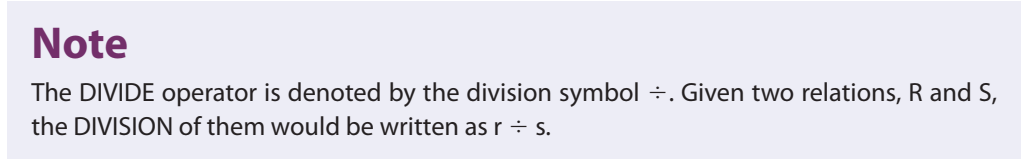 Note
The DIVIDE operator is denoted by the division symbol ÷. Given two relations, R and S,
the DIVISION of them would be written as r ÷ s.